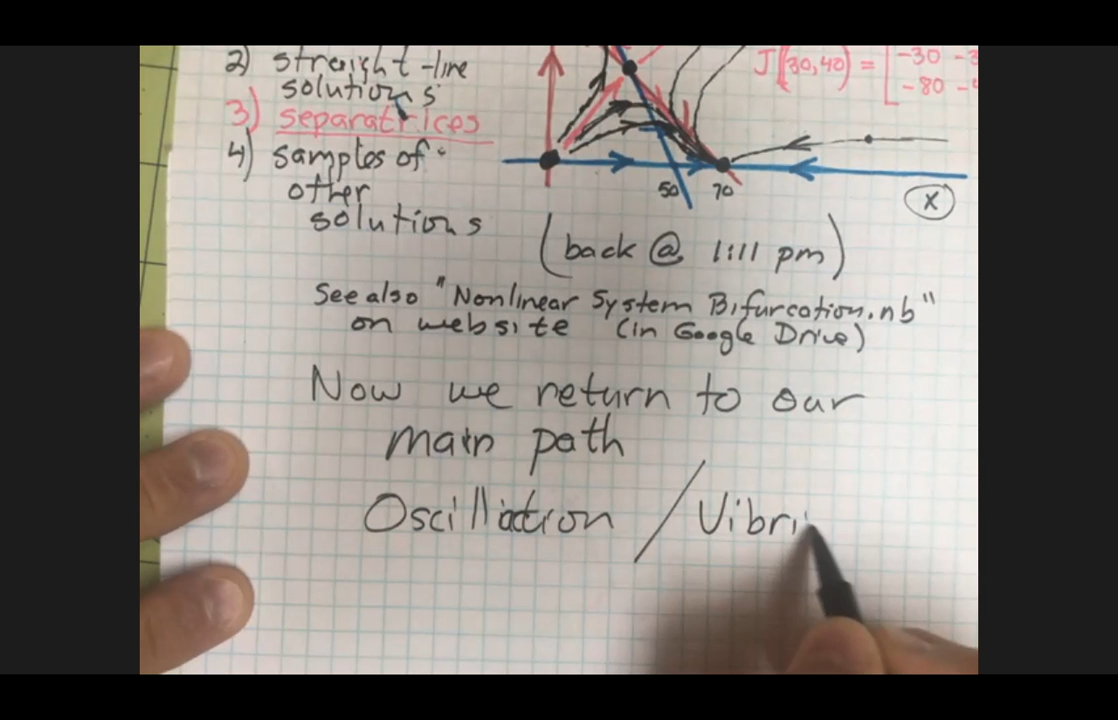 2) straight-line
solutions
3) separatrices
4) samples of
other
solutions
J(30,40) = [-30 -3
-80 -
50 70
x
(back @ 1:11 pm)
See also "Nonlinear System Bifurcation.nb"
on website (in Google Drive)
Now we return to our
main path
Oscillation / Vibri